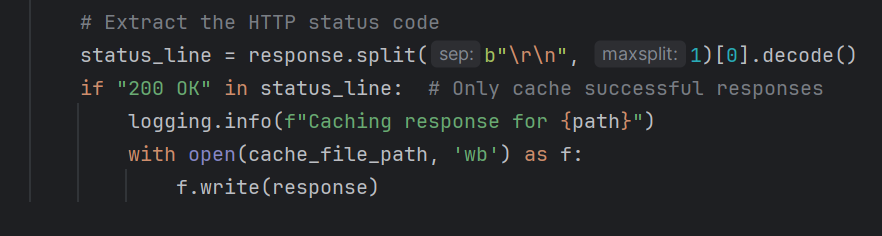 # Extract the HTTP status code
status_line = response.split( sep: b"\r\n", maxsplit: 1)[0].decode()
if "200 OK" in status_line:  # Only cache successful responses
    logging.info(f"Caching response for {path}")
    with open(cache_file_path, 'wb') as f:
        f.write(response)